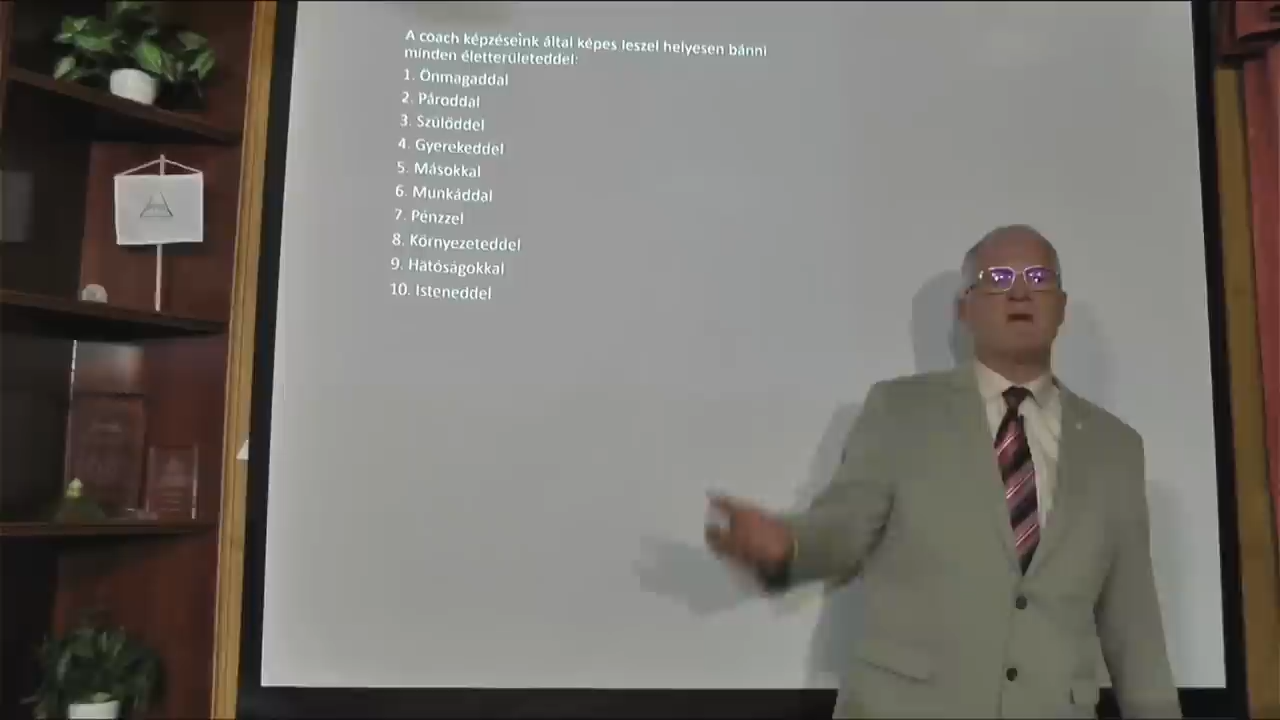 A coach képzéseink által képes leszel helyesen bánni
minden életterületeddel:
1. Önmagaddal
2. Pároddal
3. Szülőddel
4. Gyerekeddel
5. Másokkal
6. Munkáddal
7. Pénzzel
8. Környezeteddel
9. Hatóságokkal
10. Isteneddel